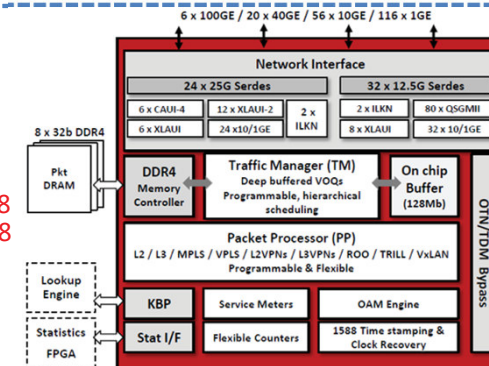 6 x 100GE / 20 x 40GE / 56 x 10GE / 116 x 1GE
Network Interface
24 x 25G Serdes
32 x 12.5G Serdes
6 x CAUI-4
12 x XLAUI-2
2 x
ILKN
2 x ILKN
80 x QSGMII
6 x XLAUI
24 x10/1GE
8 x XLAUI
32 x 10/1GE
8 x 32b DDR4
Pkt
DRAM
8
8
DDR4
Memory
Controller
Traffic Manager (TM)
Deep buffered VOQs
Programmable, hierarchical
scheduling
On chip
Buffer
(128Mb)
OTN/TDM Bypass
Packet Processor (PP)
L2 / L3 / MPLS / VPLS / L2VPNs / L3VPNs / ROO / TRILL / VxLAN
Programmable & Flexible
Lookup
Engine
KBP
Service Meters
OAM Engine
Statistics
FPGA
Stat I/F
Flexible Counters
1588 Time stamping &
Clock Recovery